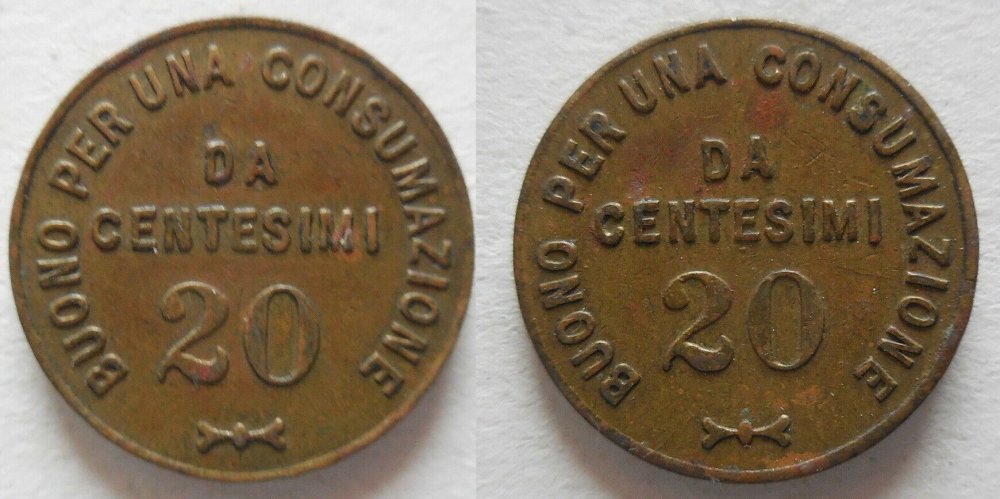 BUONO PER UNA CONSUMAZIONE
DA
CENTESIMI
20
BUONO PER UNA CONSUMAZIONE
DA
CENTESIMI
20